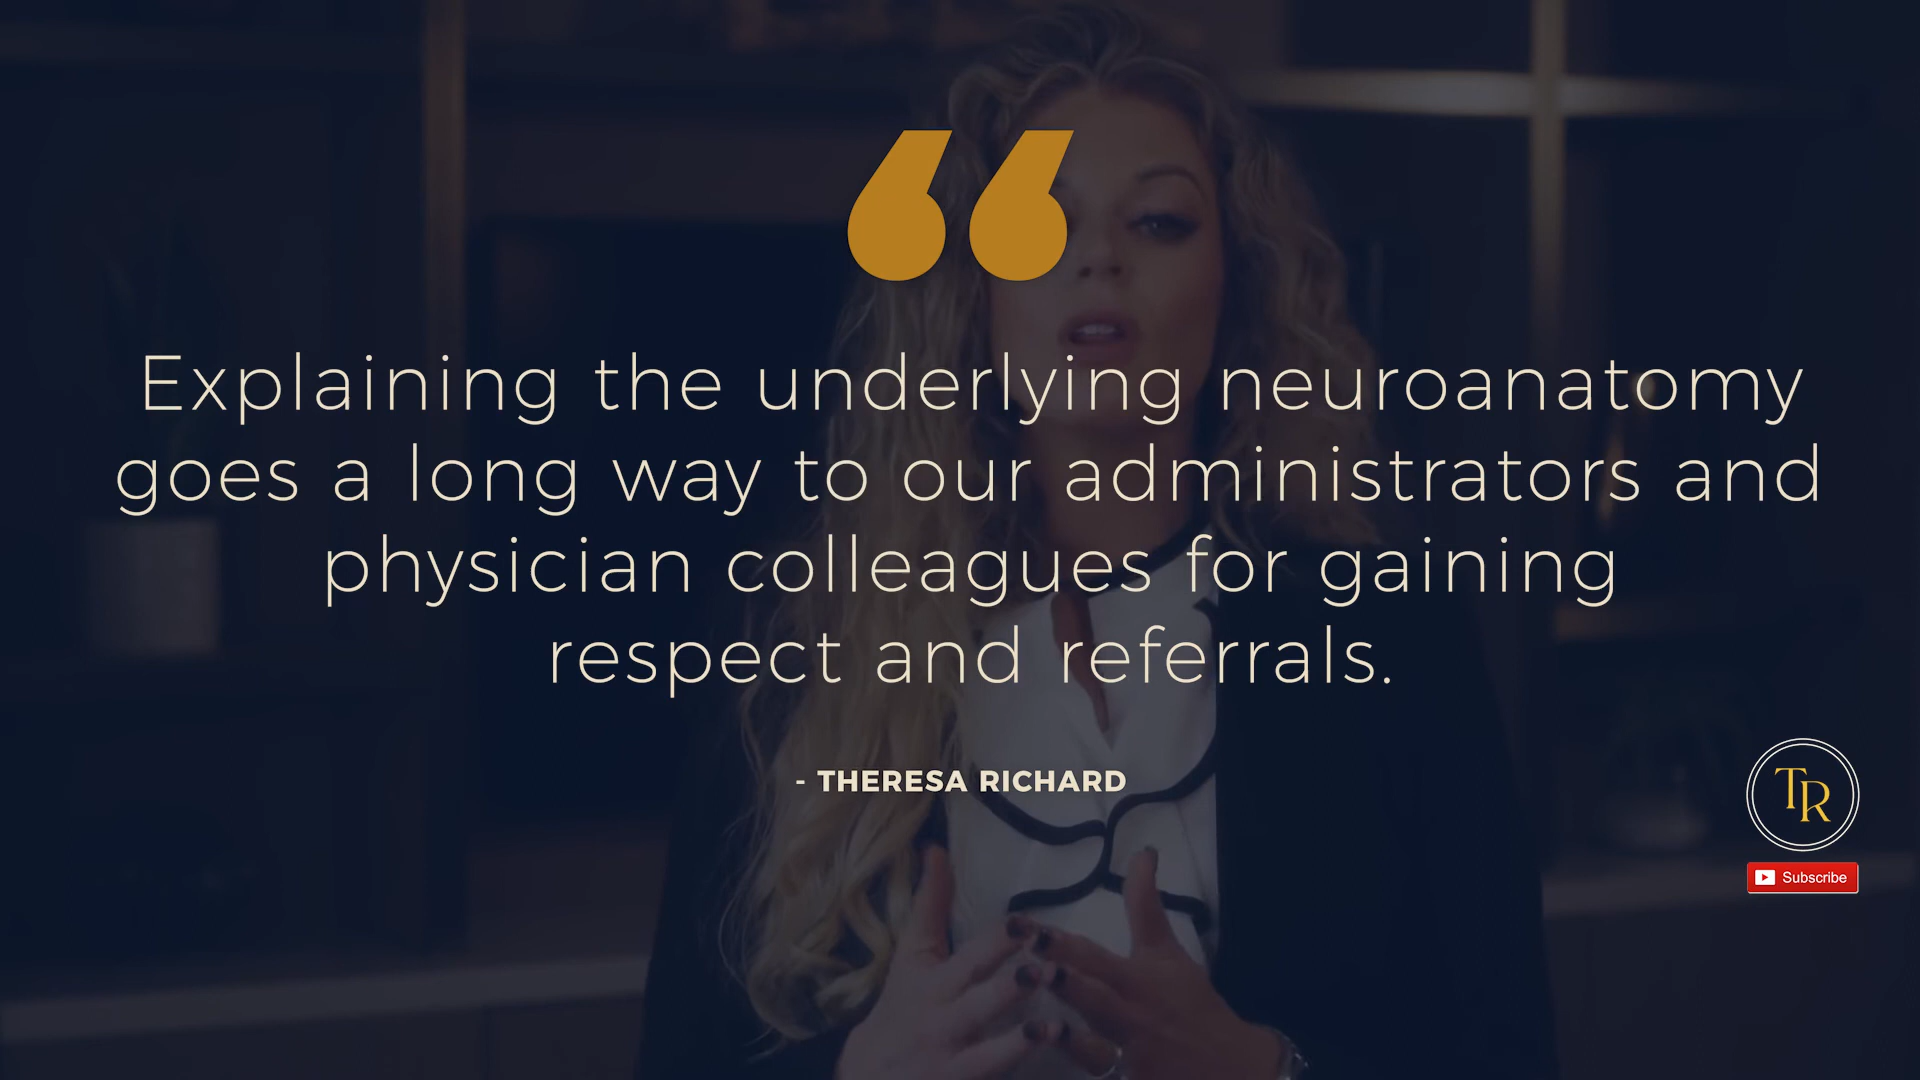 “
Explaining the underlying neuroanatomy
goes a long way to our administrators and
physician colleagues for gaining
respect and referrals.
- THERESA RICHARD
TR
Subscribe